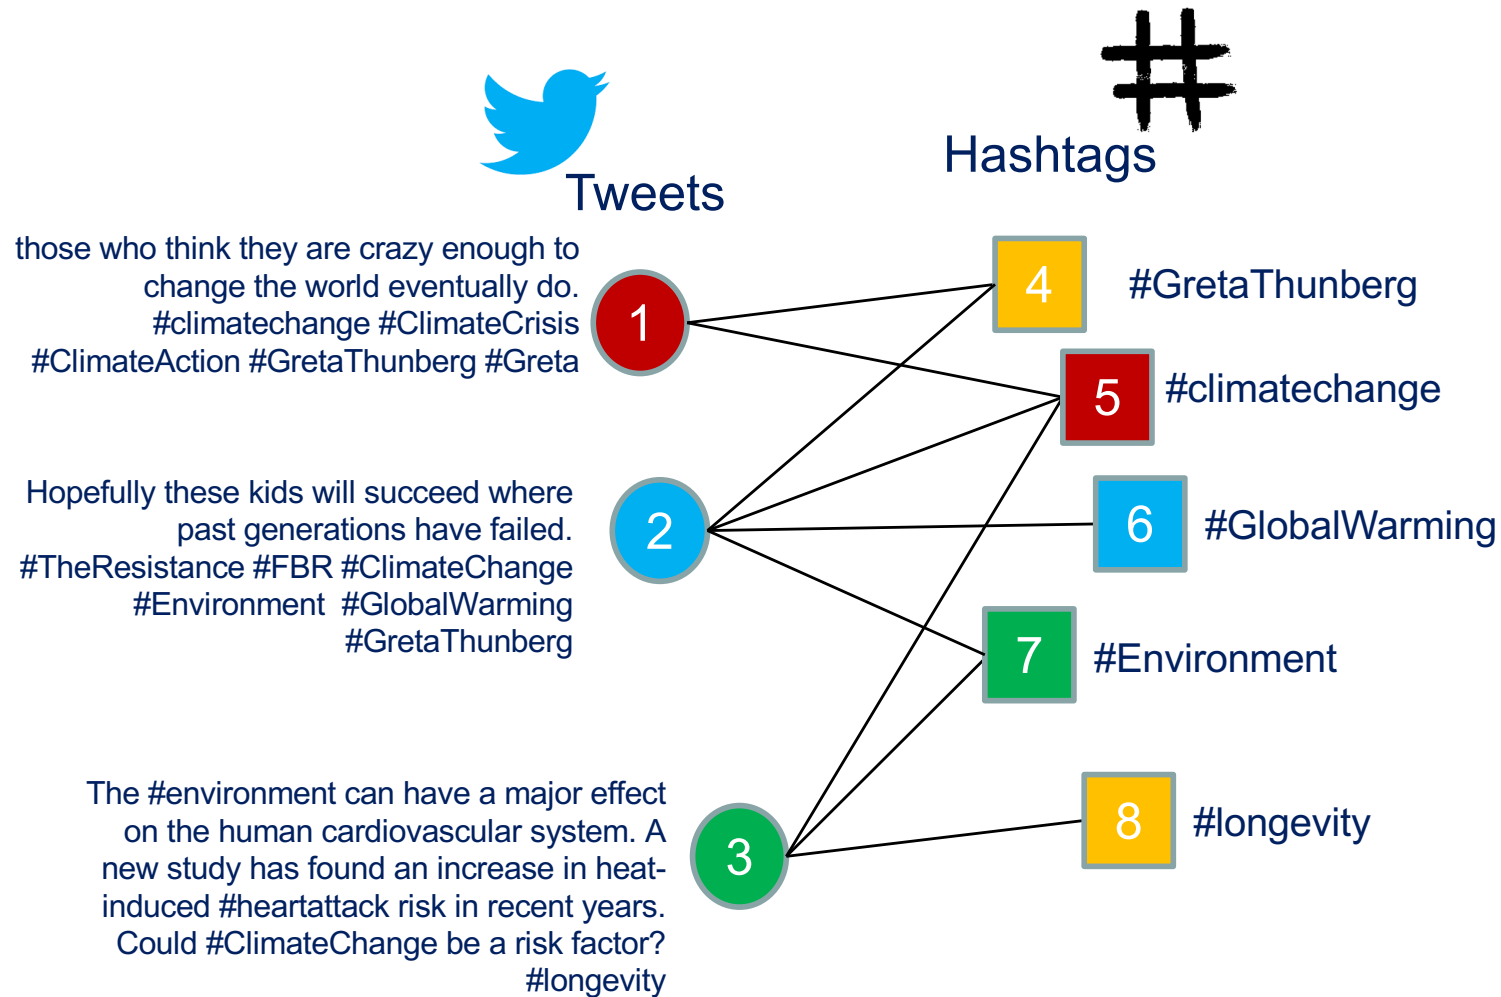 Tweets
Hashtags
those who think they are crazy enough to
change the world eventually do.
#climatechange #ClimateCrisis
#ClimateAction #GretaThunberg #Greta
1
4
#GretaThunberg
5
#climatechange
Hopefully these kids will succeed where
past generations have failed.
#TheResistance #FBR #ClimateChange
#Environment #GlobalWarming
#GretaThunberg
2
6
#GlobalWarming
7
#Environment
The #environment can have a major effect
on the human cardiovascular system. A
new study has found an increase in heat-
induced #heartattack risk in recent years.
Could #ClimateChange be a risk factor?
#longevity
3
8
#longevity